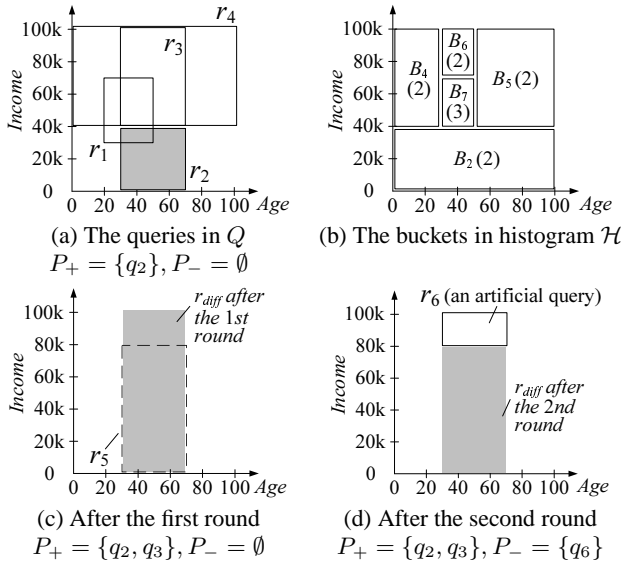 r4
100k
80k
60k
40k
20k
0
Income
r3
r1
r2
0 20 40 60 80 100 Age
(a) The queries in Q
P+ = {q2}, P− = ∅
100k
80k
60k
40k
20k
0
Income
B4 (2)
B6 (2)
B7 (3)
B5 (2)
B2 (2)
0 20 40 60 80 100 Age
(b) The buckets in histogram H
100k
80k
60k
40k
20k
0
Income
rdiff after
the 1st
round
r5
0 20 40 60 80 100 Age
(c) After the first round
P+ = {q2, q3}, P− = ∅
r6 (an artificial query)
100k
80k
60k
40k
20k
0
Income
rdiff after
the 2nd
round
0 20 40 60 80 100 Age
(d) After the second round
P+ = {q2, q3}, P− = {q6}